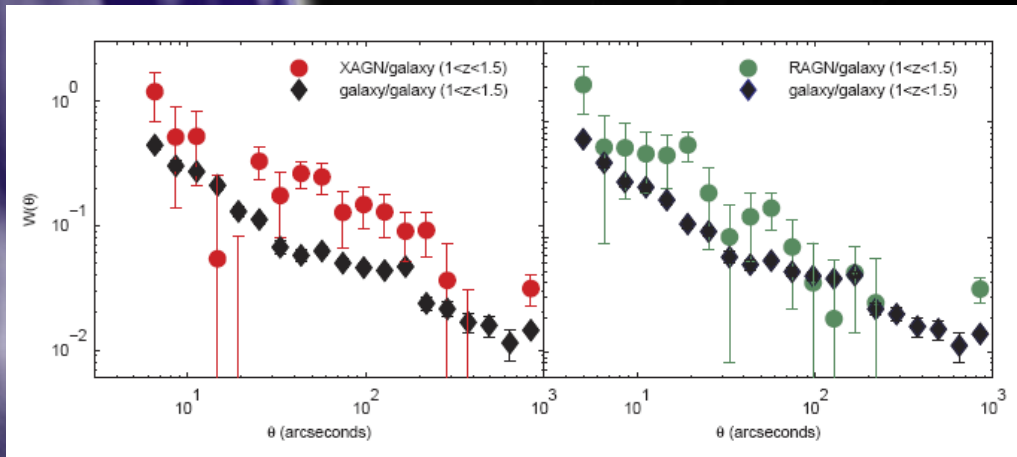 XAGN/galaxy (1<z<1.5)
galaxy/galaxy (1<z<1.5)
RAGN/galaxy (1<z<1.5)
galaxy/galaxy (1<z<1.5)
10^0
10^-1
10^-2
W(θ)
10^1
10^2
10^3
10^1
10^2
10^3
θ (arcseconds)
θ (arcseconds)